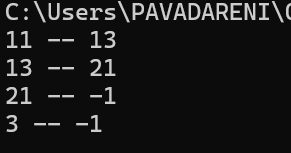 C:\Users\PAVADARENI\
11 -- 13
13 -- 21
21 -- -1
3 -- -1